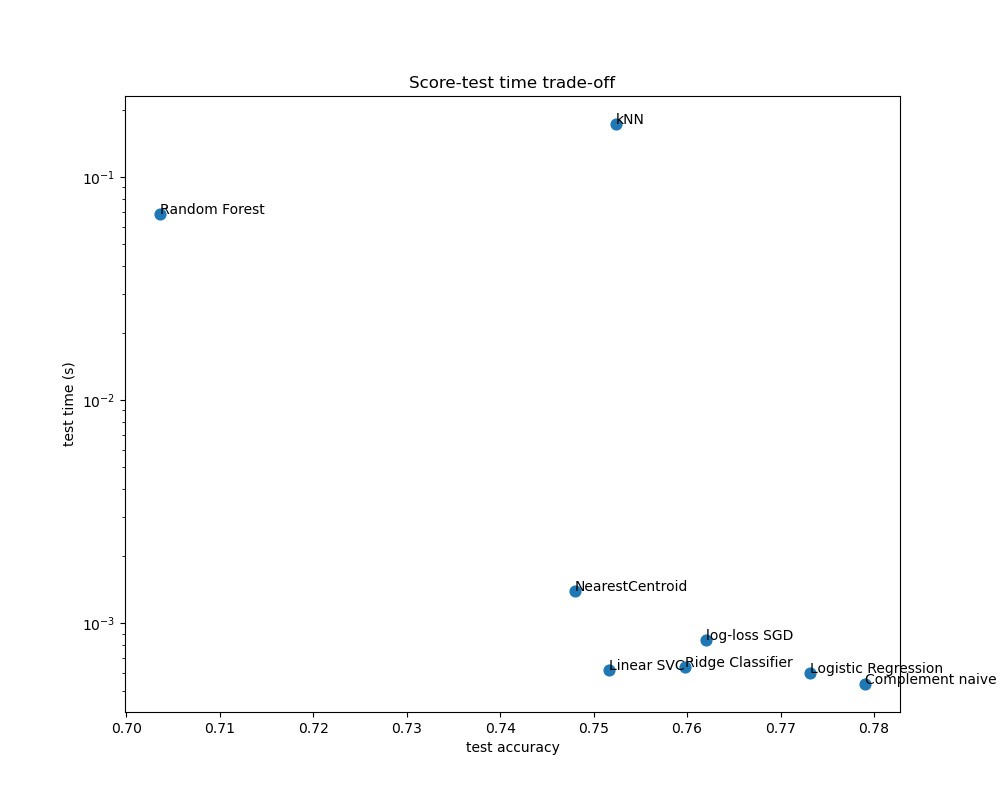 Score-test time trade-off
kNN
10⁻¹
Random Forest
test time (s)
10⁻²
NearestCentroid
10⁻³
log-loss SGD
Linear SVC
Ridge Classifier
Logistic Regression
Complement naive
0.70 0.71 0.72 0.73 0.74 0.75 0.76 0.77 0.78
test accuracy